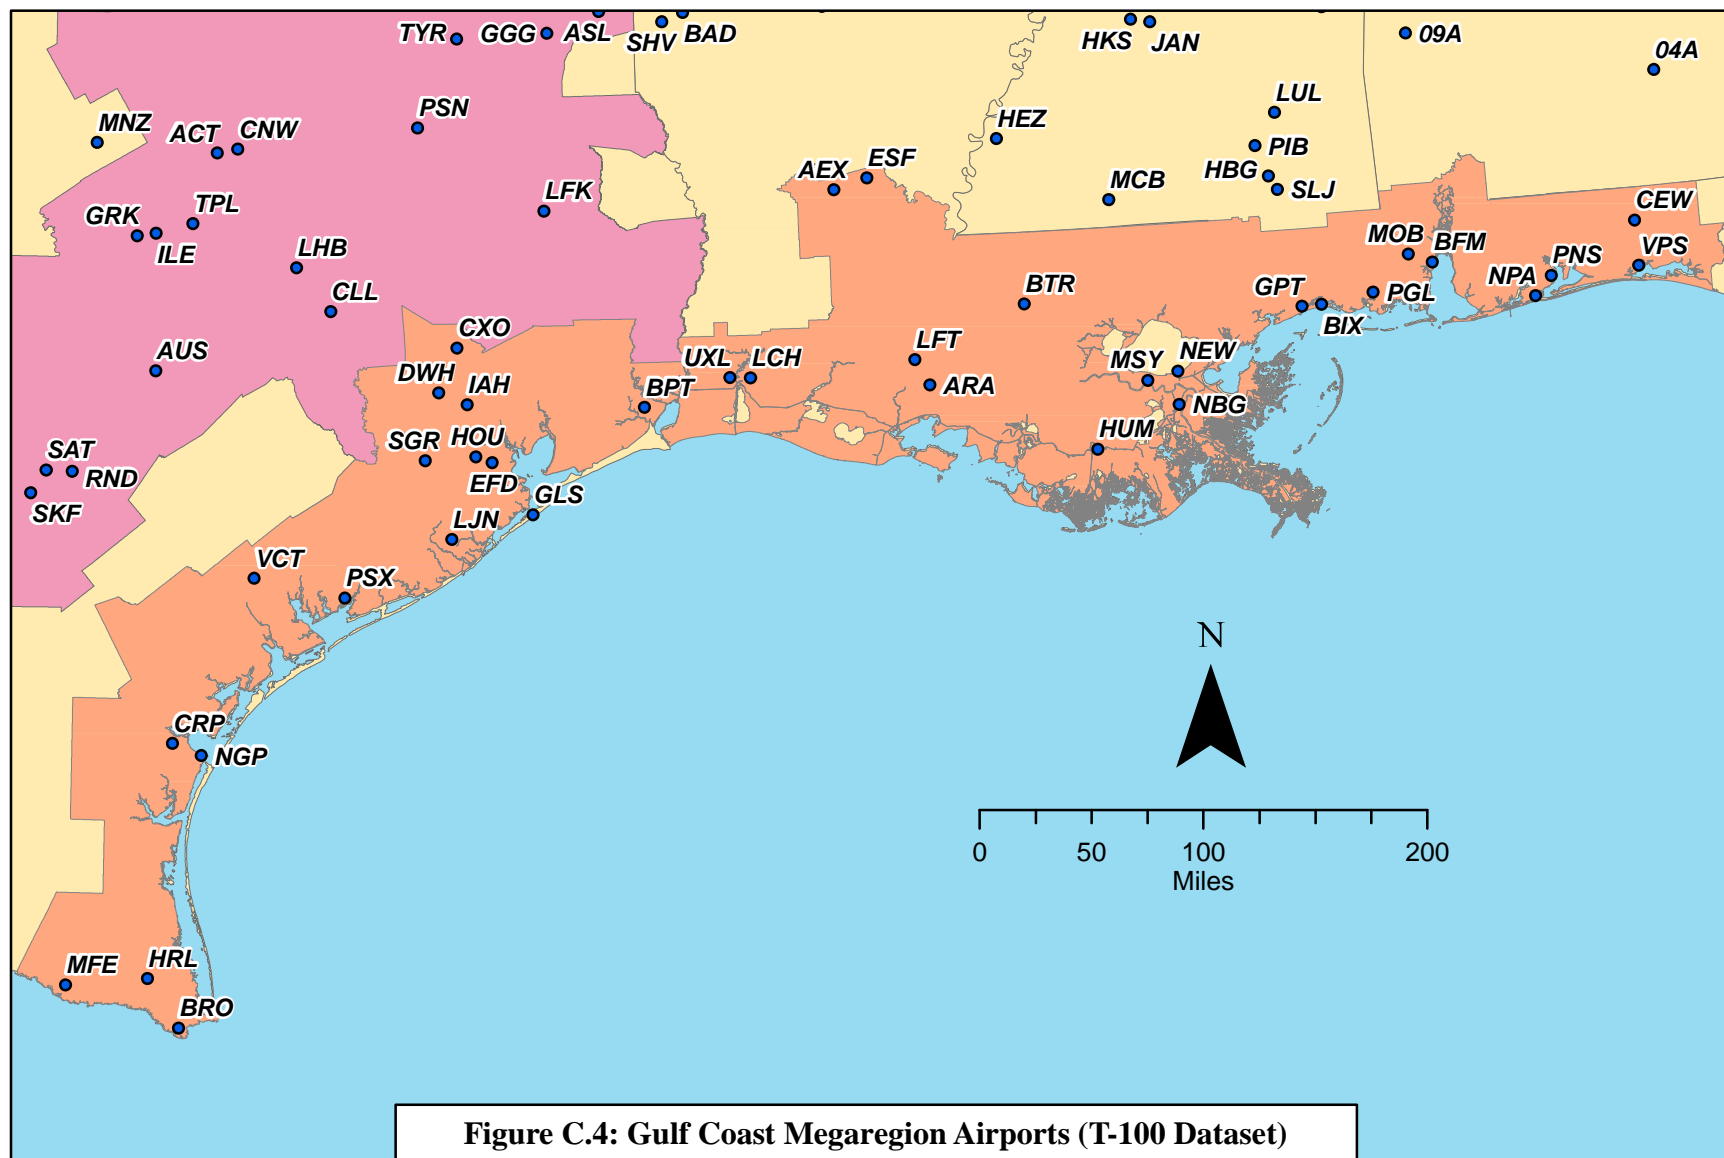 TYR
GGG
ASL
SHV
BAD
HKS
JAN
09A
04A
MNZ
ACT
CNW
PSN
HEZ
LUL
PIB
HBG
SLJ
AEX
ESF
MCB
LFK
GRK
ILE
TPL
LHB
CLL
CEW
MOB
BFM
VPS
PNS
NPA
PGL
GPT
BIX
BTR
CXO
AUS
DWH
IAH
UXL
LCH
BPT
LFT
ARA
MSY
NEW
NBG
HUM
SAT
RND
SKF
SGR
HOU
EFD
GLS
LJN
VCT
PSX
N
CRP
NGP
0 50 100 200
Miles
MFE
HRL
BRO
Figure C.4: Gulf Coast Megaregion Airports (T-100 Dataset)